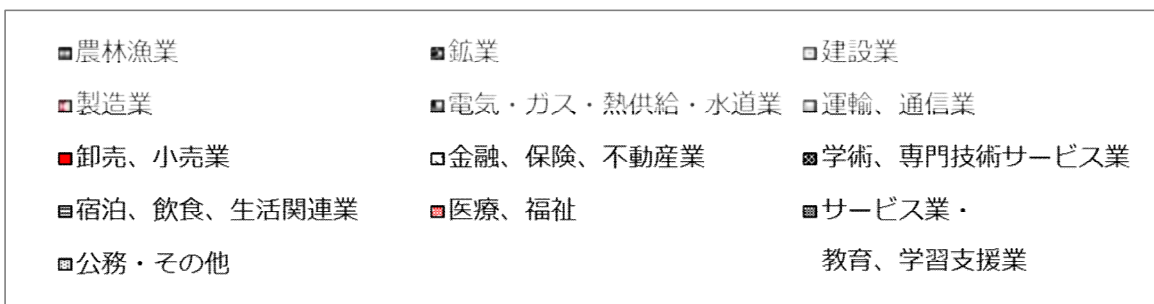 農林漁業 鉱業 建設業
製造業 電気・ガス・熱供給・水道業 運輸、通信業
卸売、小売業 金融、保険、不動産業 学術、専門技術サービス業
宿泊、飲食、生活関連業 医療、福祉 サービス業・
公務・その他 教育、学習支援業